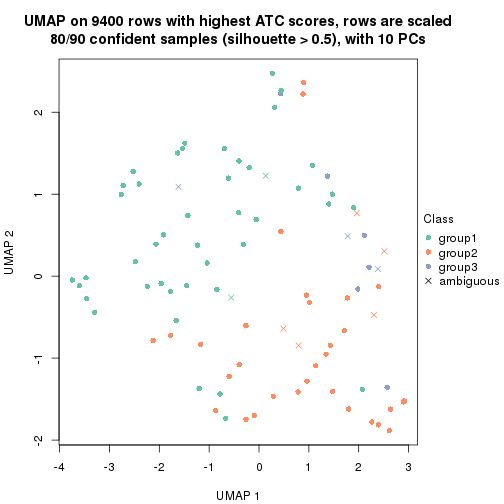 UMAP on 9400 rows with highest ATC scores, rows are scaled
80/90 confident samples (silhouette > 0.5), with 10 PCs
2
1
0
-1
-2
UMAP 2
-4
-3
-2
-1
0
1
2
3
UMAP 1
Class
group1
group2
group3
ambiguous